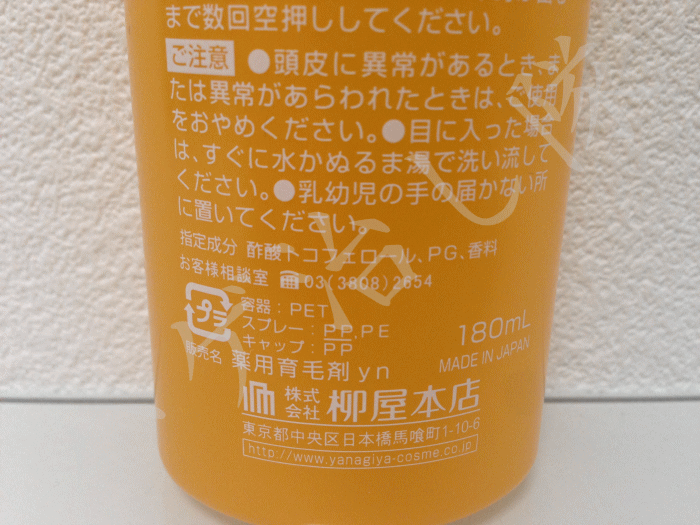 まで数回空押ししてください。
ご注意 ●頭皮に異常があるとき、ま
たは異常があらわれたときは、ご使用
をおやめください。●目に入った場合
は、すぐに水かぬるま湯で洗い流して
ください。●乳幼児の手の届かない所
に置いてください。
指定成分 酢酸トコフェロール、PG、香料
お客様相談室 ☎03(3808)2654
プラ
容器：PET
スプレー：PP,PE
キャップ：PP
180mL
MADE IN JAPAN
販売名 薬用育毛剤yn
株式会社 柳屋本店
東京都中央区日本橋馬喰町1-10-6
http://www.yanagiya-cosme.co.jp